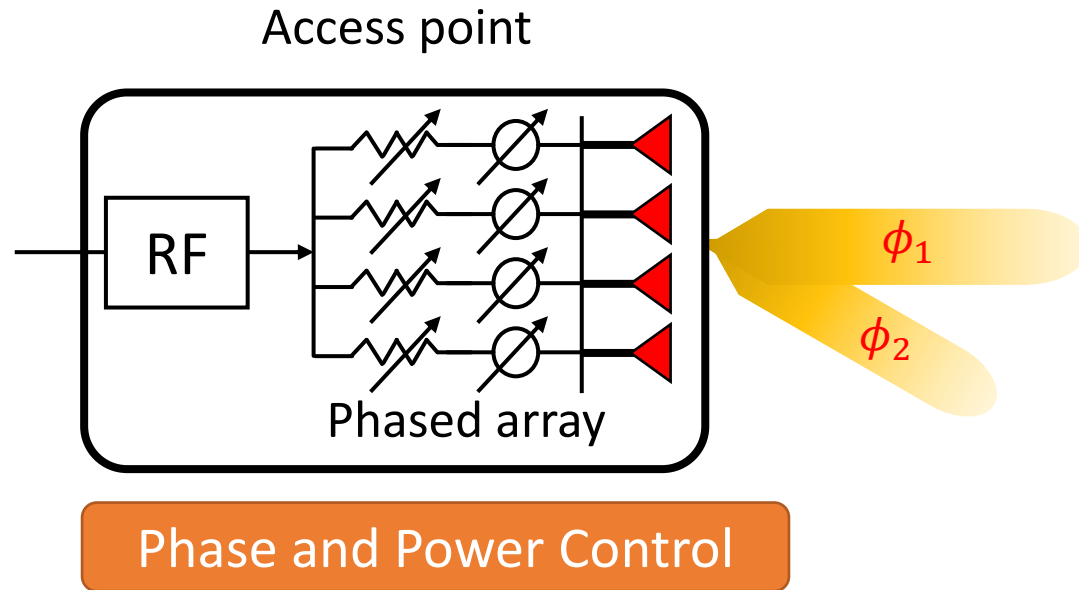 Access point
RF
ϕ₁
ϕ₂
Phased array
Phase and Power Control